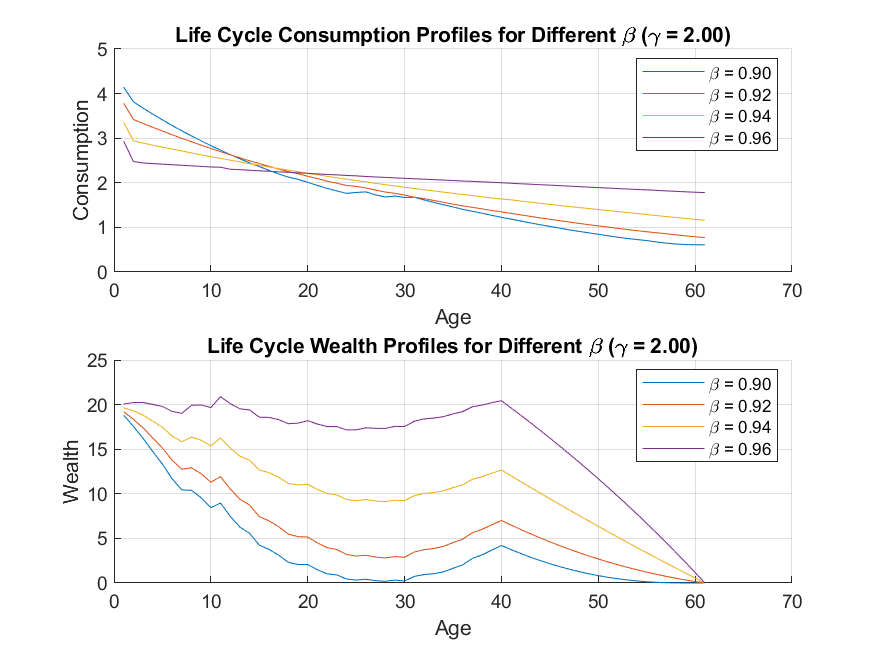 Life Cycle Consumption Profiles for Different β (γ = 2.00)
5
4
3
2
1
0
Consumption
β = 0.90
β = 0.92
β = 0.94
β = 0.96
0 10 20 30 40 50 60 70
Age
Life Cycle Wealth Profiles for Different β (γ = 2.00)
25
20
15
10
5
0
Wealth
β = 0.90
β = 0.92
β = 0.94
β = 0.96
0 10 20 30 40 50 60 70
Age